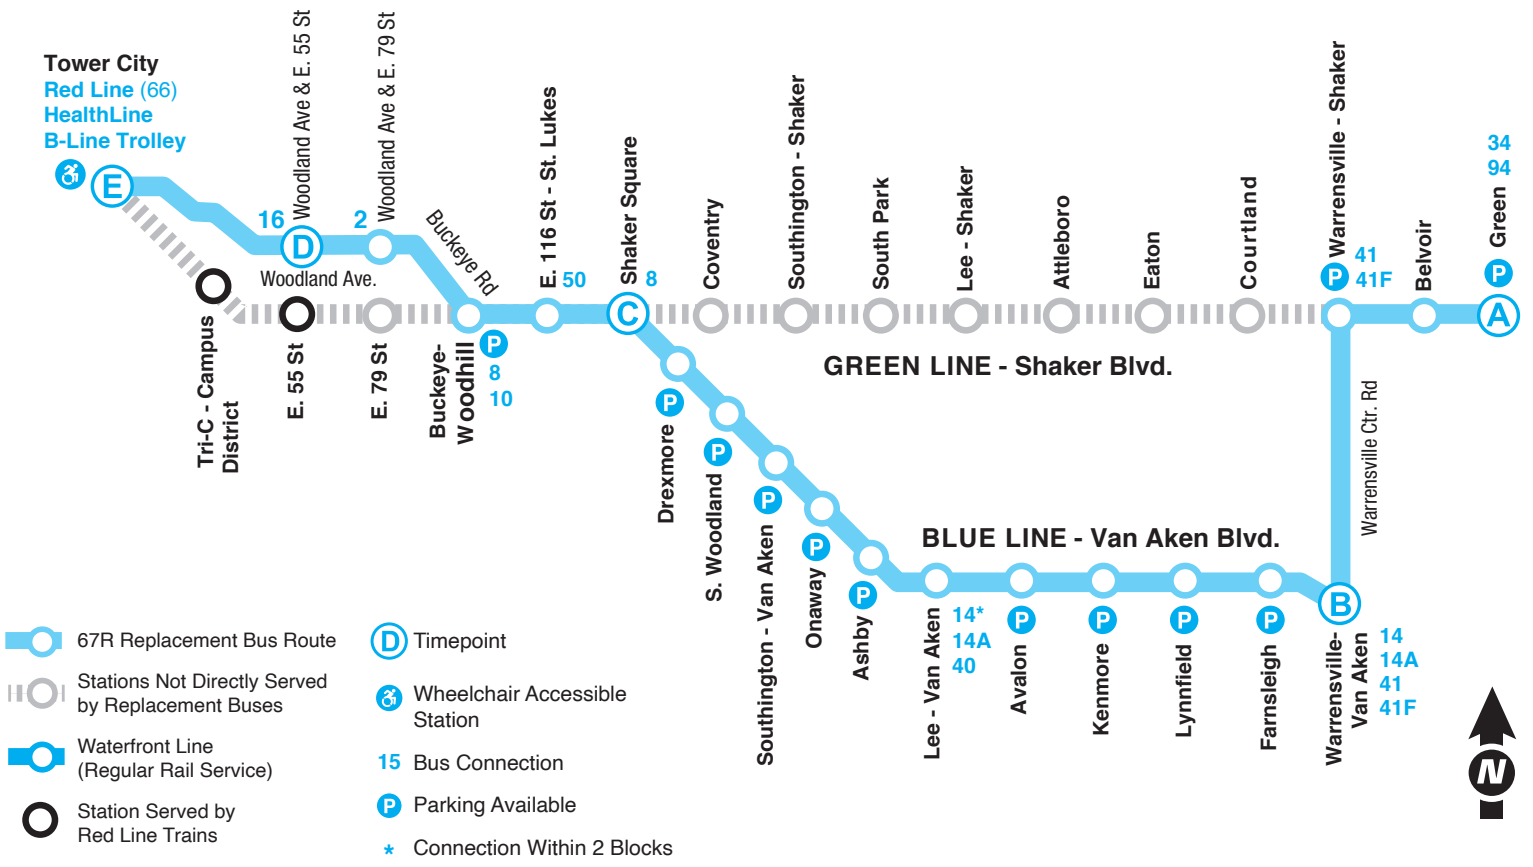 Tower City
Red Line (66)
HealthLine
B-Line Trolley
E
16
D
Woodland Ave & E. 55 St
2
Woodland Ave & E. 79 St
Woodland Ave.
Buckeye Rd
Tri-C - Campus
District
E. 55 St
E. 79 St
Buckeye-
Woodhill
P
8
10
E. 116 St - St. Lukes
50
Shaker Square
8
C
Coventry
Southington - Shaker
South Park
Lee - Shaker
Attleboro
Eaton
Courtland
Warrensville - Shaker
P
41
41F
Belvoir
34
94
Green
P
A
GREEN LINE - Shaker Blvd.
Drexmore
P
S. Woodland
P
Southington - Van Aken
P
Onaway
P
Ashby
P
BLUE LINE - Van Aken Blvd.
Warrensville Ctr. Rd
Lee - Van Aken
14*
14A
40
Avalon
P
Kenmore
P
Lynnfield
P
Farnsleigh
P
B
Warrensville-
Van Aken
14
14A
41
41F
67R Replacement Bus Route
Stations Not Directly Served
by Replacement Buses
Waterfront Line
(Regular Rail Service)
Station Served by
Red Line Trains
D Timepoint
Wheelchair Accessible
Station
15 Bus Connection
P Parking Available
* Connection Within 2 Blocks
N